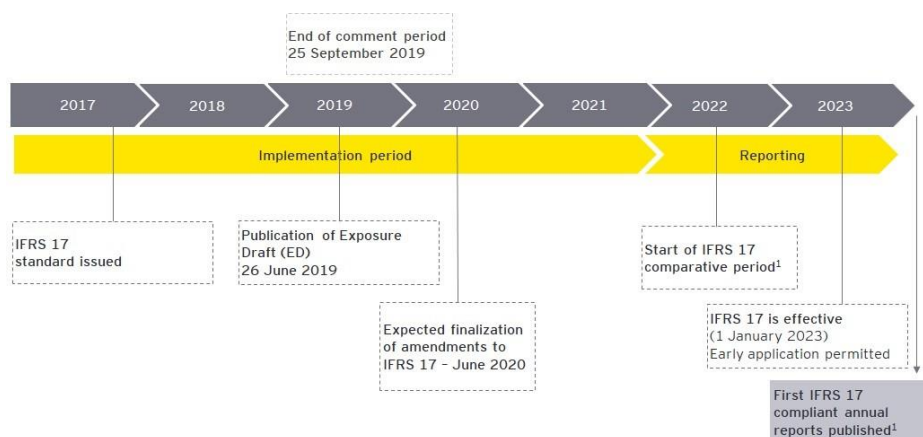 End of comment period
25 September 2019
2017
2018
2019
2020
2021
2022
2023
Implementation period
Reporting
IFRS 17
standard issued
Publication of Exposure
Draft (ED)
26 June 2019
Expected finalization
of amendments to
IFRS 17 – June 2020
Start of IFRS 17
comparative period¹
IFRS 17 is effective
(1 January 2023)
Early application permitted
First IFRS 17
compliant annual
reports published¹